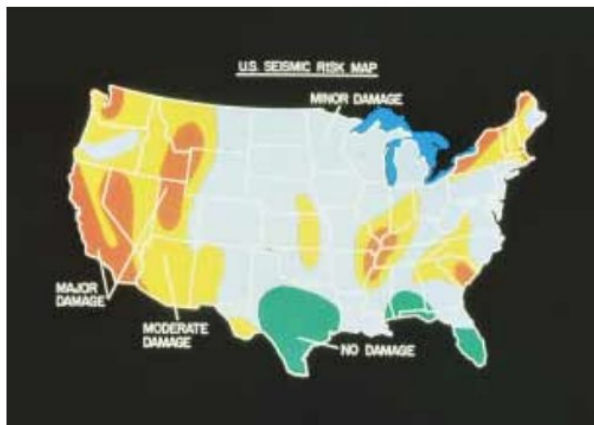 U.S. SEISMIC RISK MAP
MINOR DAMAGE
MAJOR
DAMAGE
MODERATE
DAMAGE
NO DAMAGE